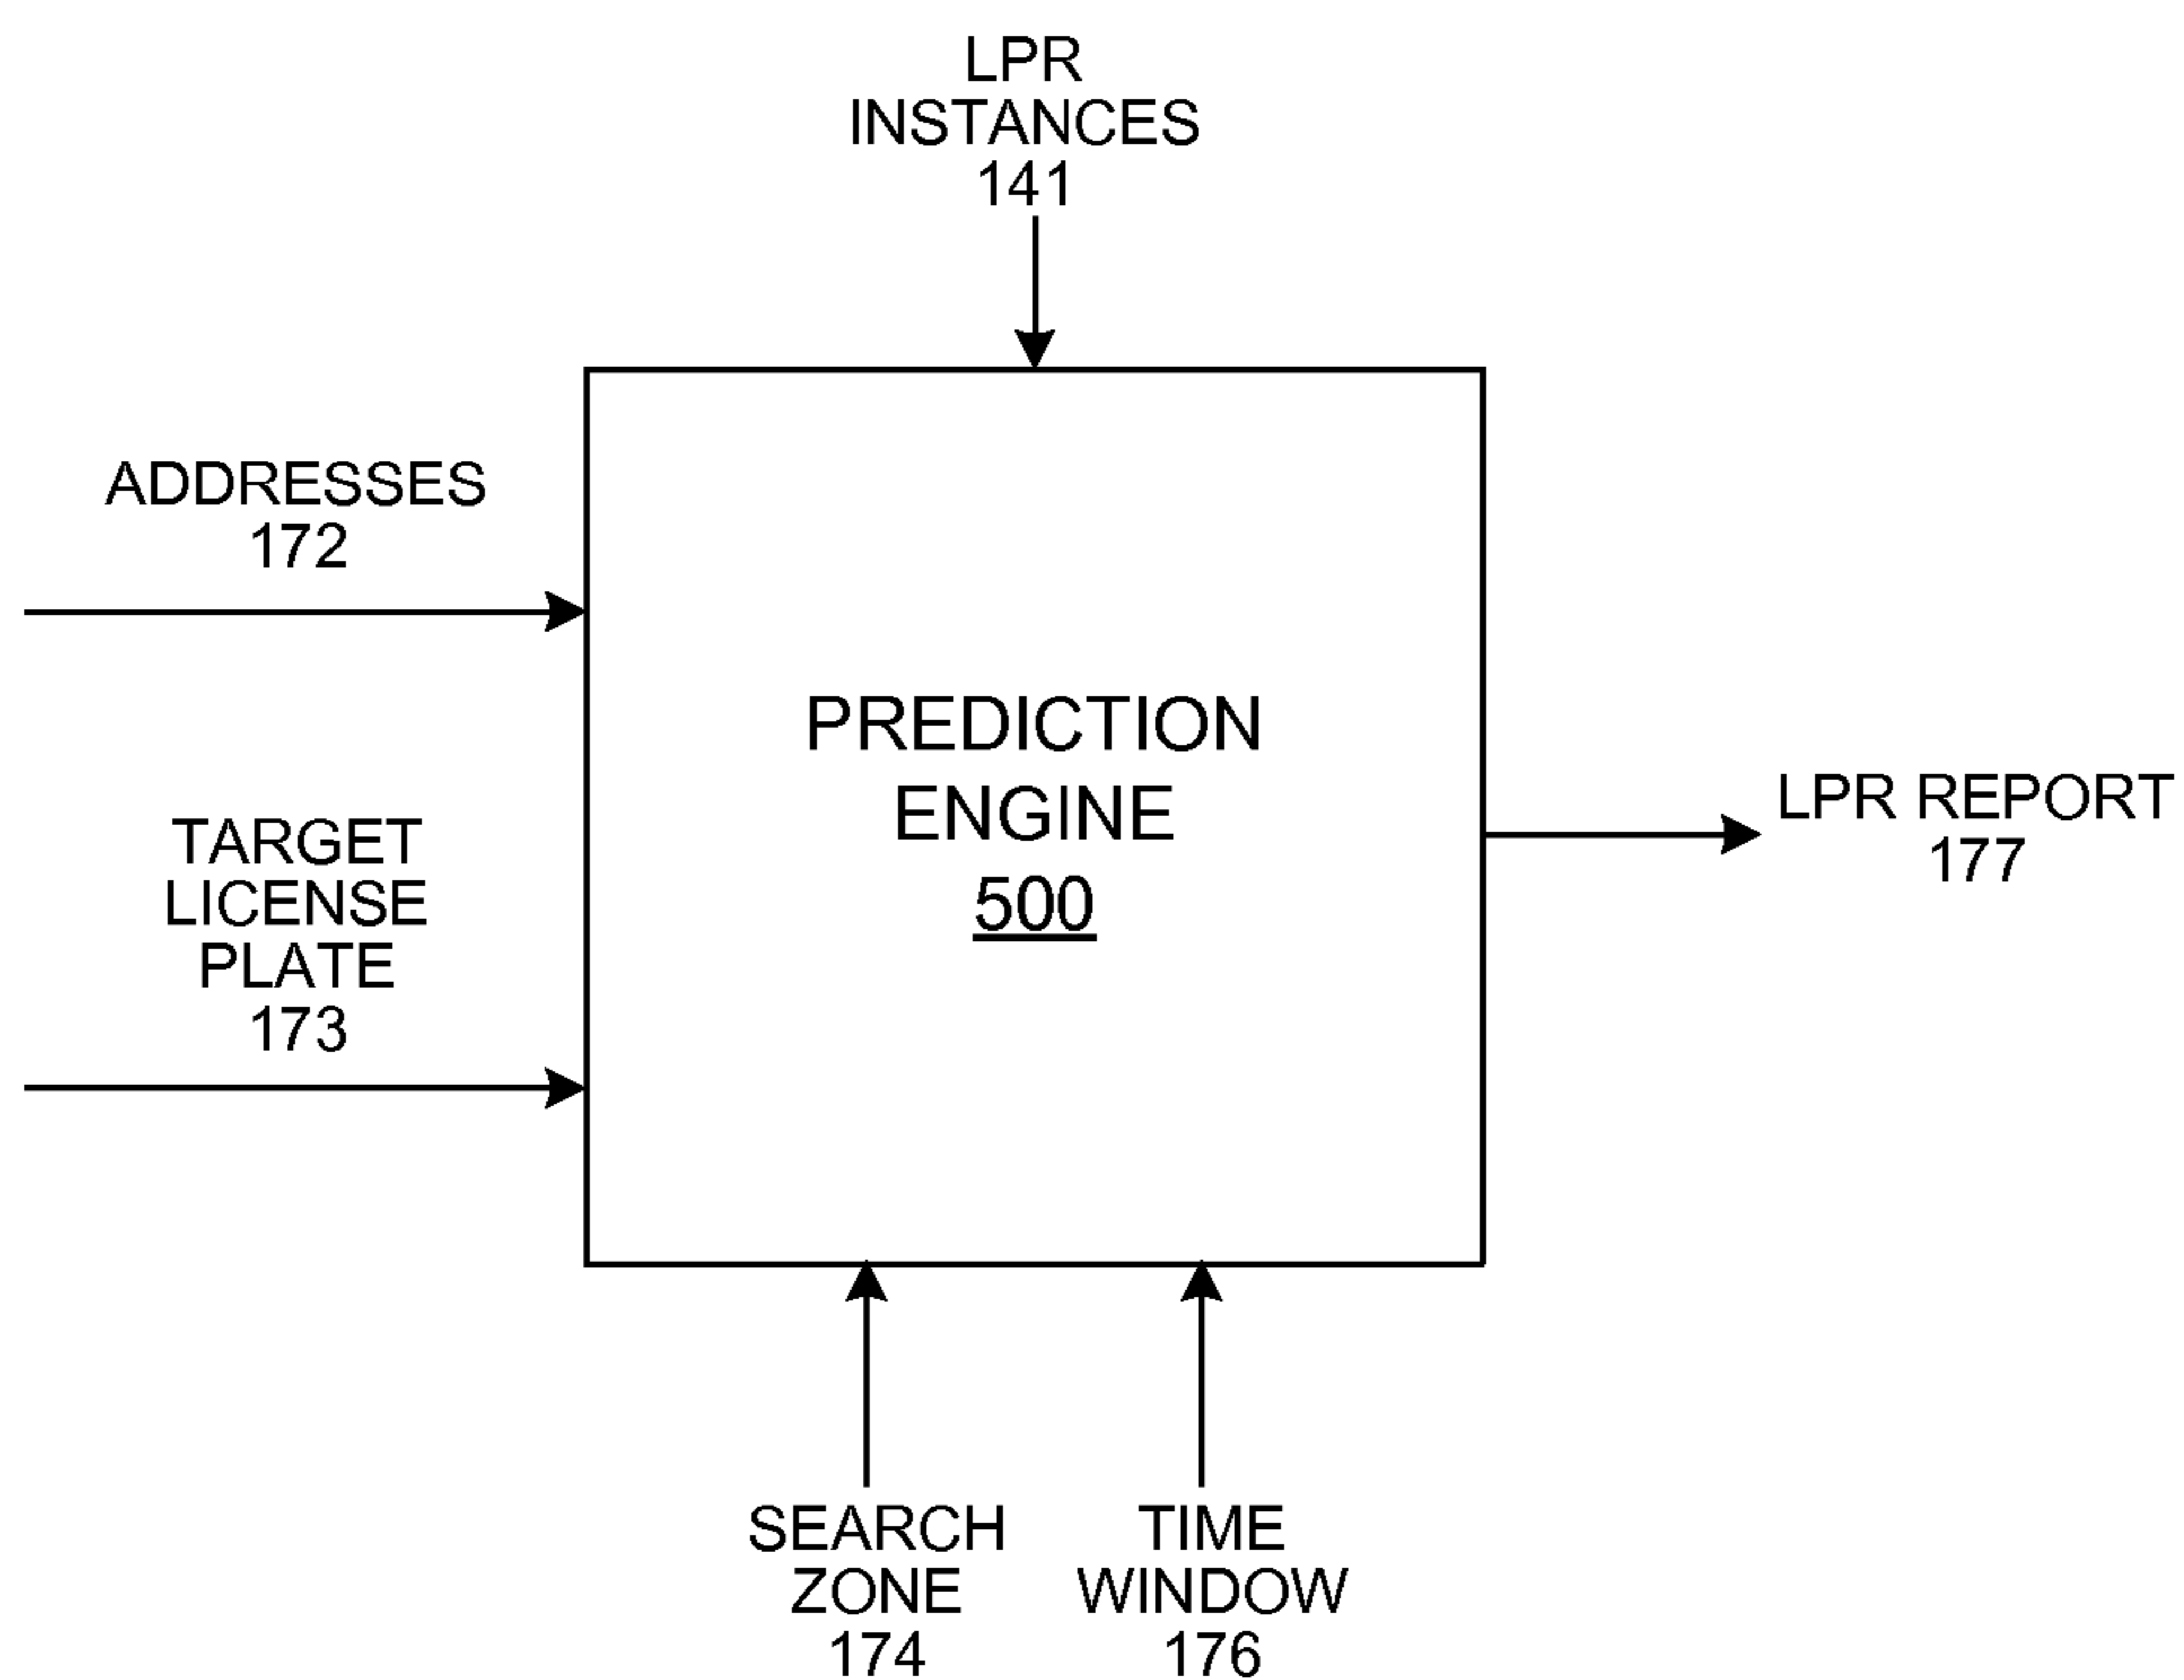 LPR
INSTANCES
141
ADDRESSES
172
TARGET
LICENSE
PLATE
173
PREDICTION
ENGINE
500
LPR REPORT
177
SEARCH
ZONE
174
TIME
WINDOW
176